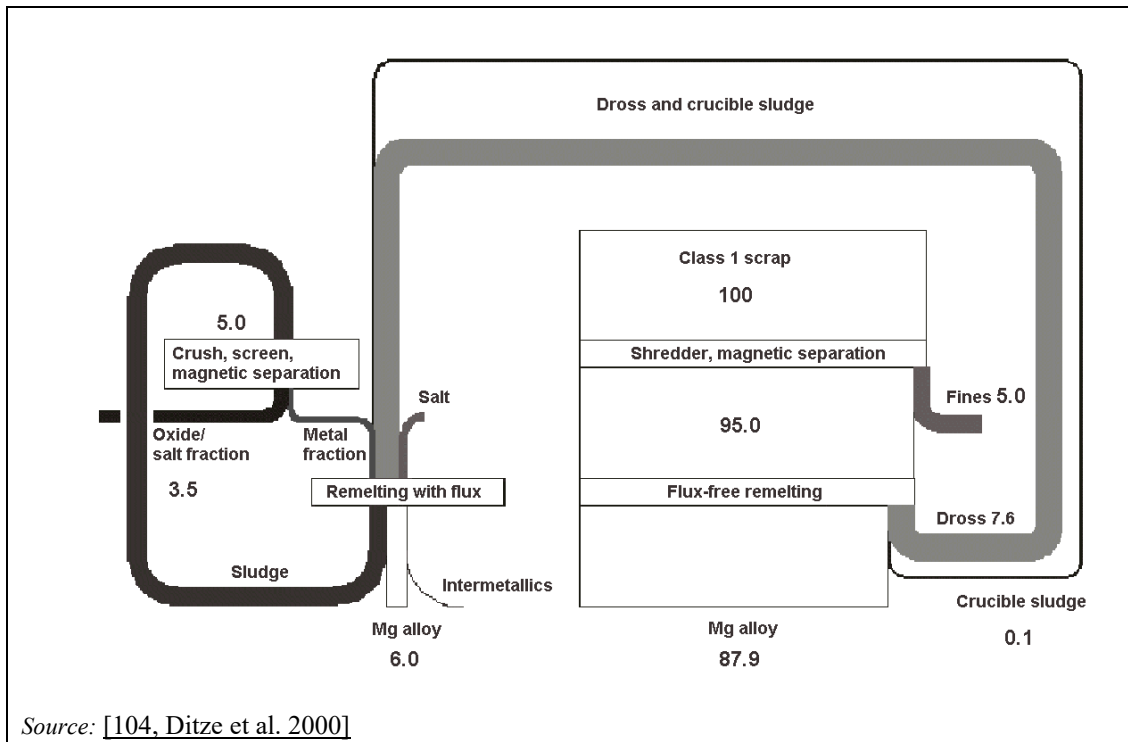 Dross and crucible sludge
Class 1 scrap
100
5.0
Crush, screen,
magnetic separation
Shredder, magnetic separation
Salt
Fines 5.0
95.0
Oxide/
salt fraction
Metal
fraction
3.5
Remelting with flux
Flux-free remelting
Dross 7.6
Sludge
Intermetallics
Crucible sludge
0.1
Mg alloy
6.0
Mg alloy
87.9
Source: [104, Ditze et al. 2000]